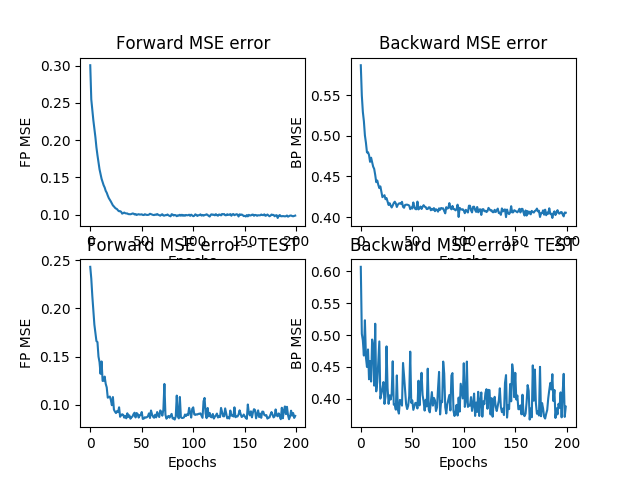 Forward MSE error
Backward MSE error
0.30
0.25
0.20
0.15
0.10
FP MSE
0 50 100 150 200
Epochs
0.55
0.50
0.45
0.40
BP MSE
0 50 100 150 200
Epochs
Forward MSE error - TEST
Backward MSE error - TEST
0.25
0.20
0.15
0.10
FP MSE
0 50 100 150 200
Epochs
0.60
0.55
0.50
0.45
0.40
BP MSE
0 50 100 150 200
Epochs